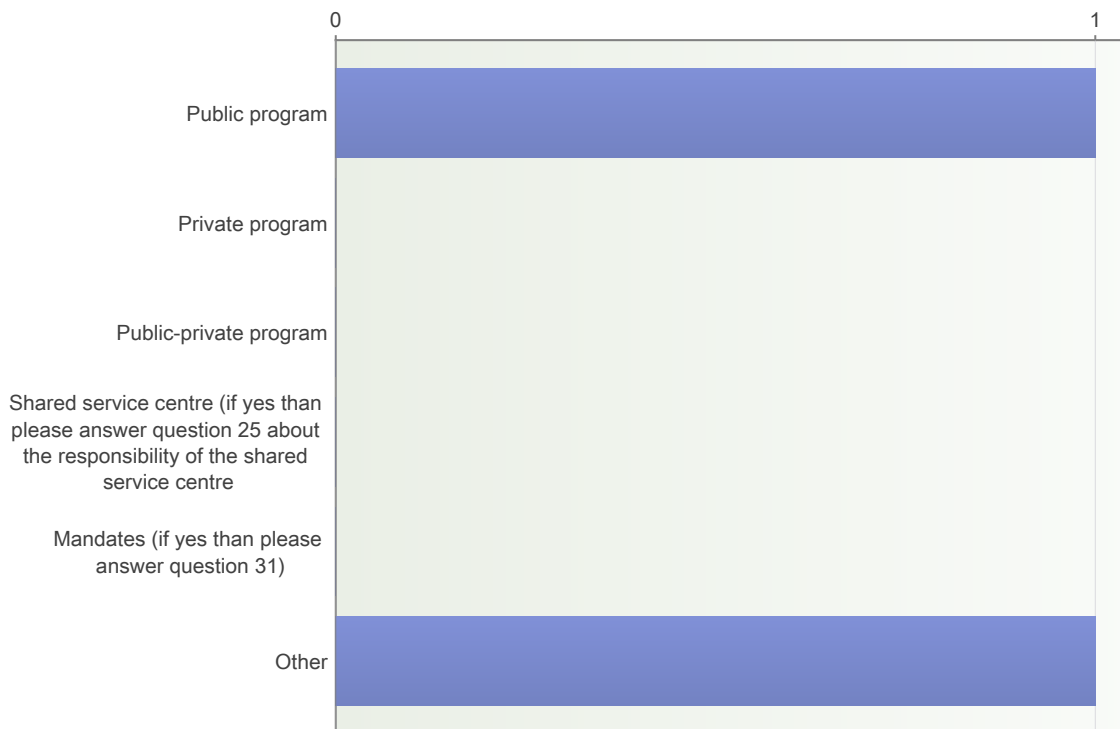 0 1
Public program
Private program
Public-private program
Shared service centre (if yes than
please answer question 25 about
the responsibility of the shared
service centre
Mandates (if yes than please
answer question 31)
Other